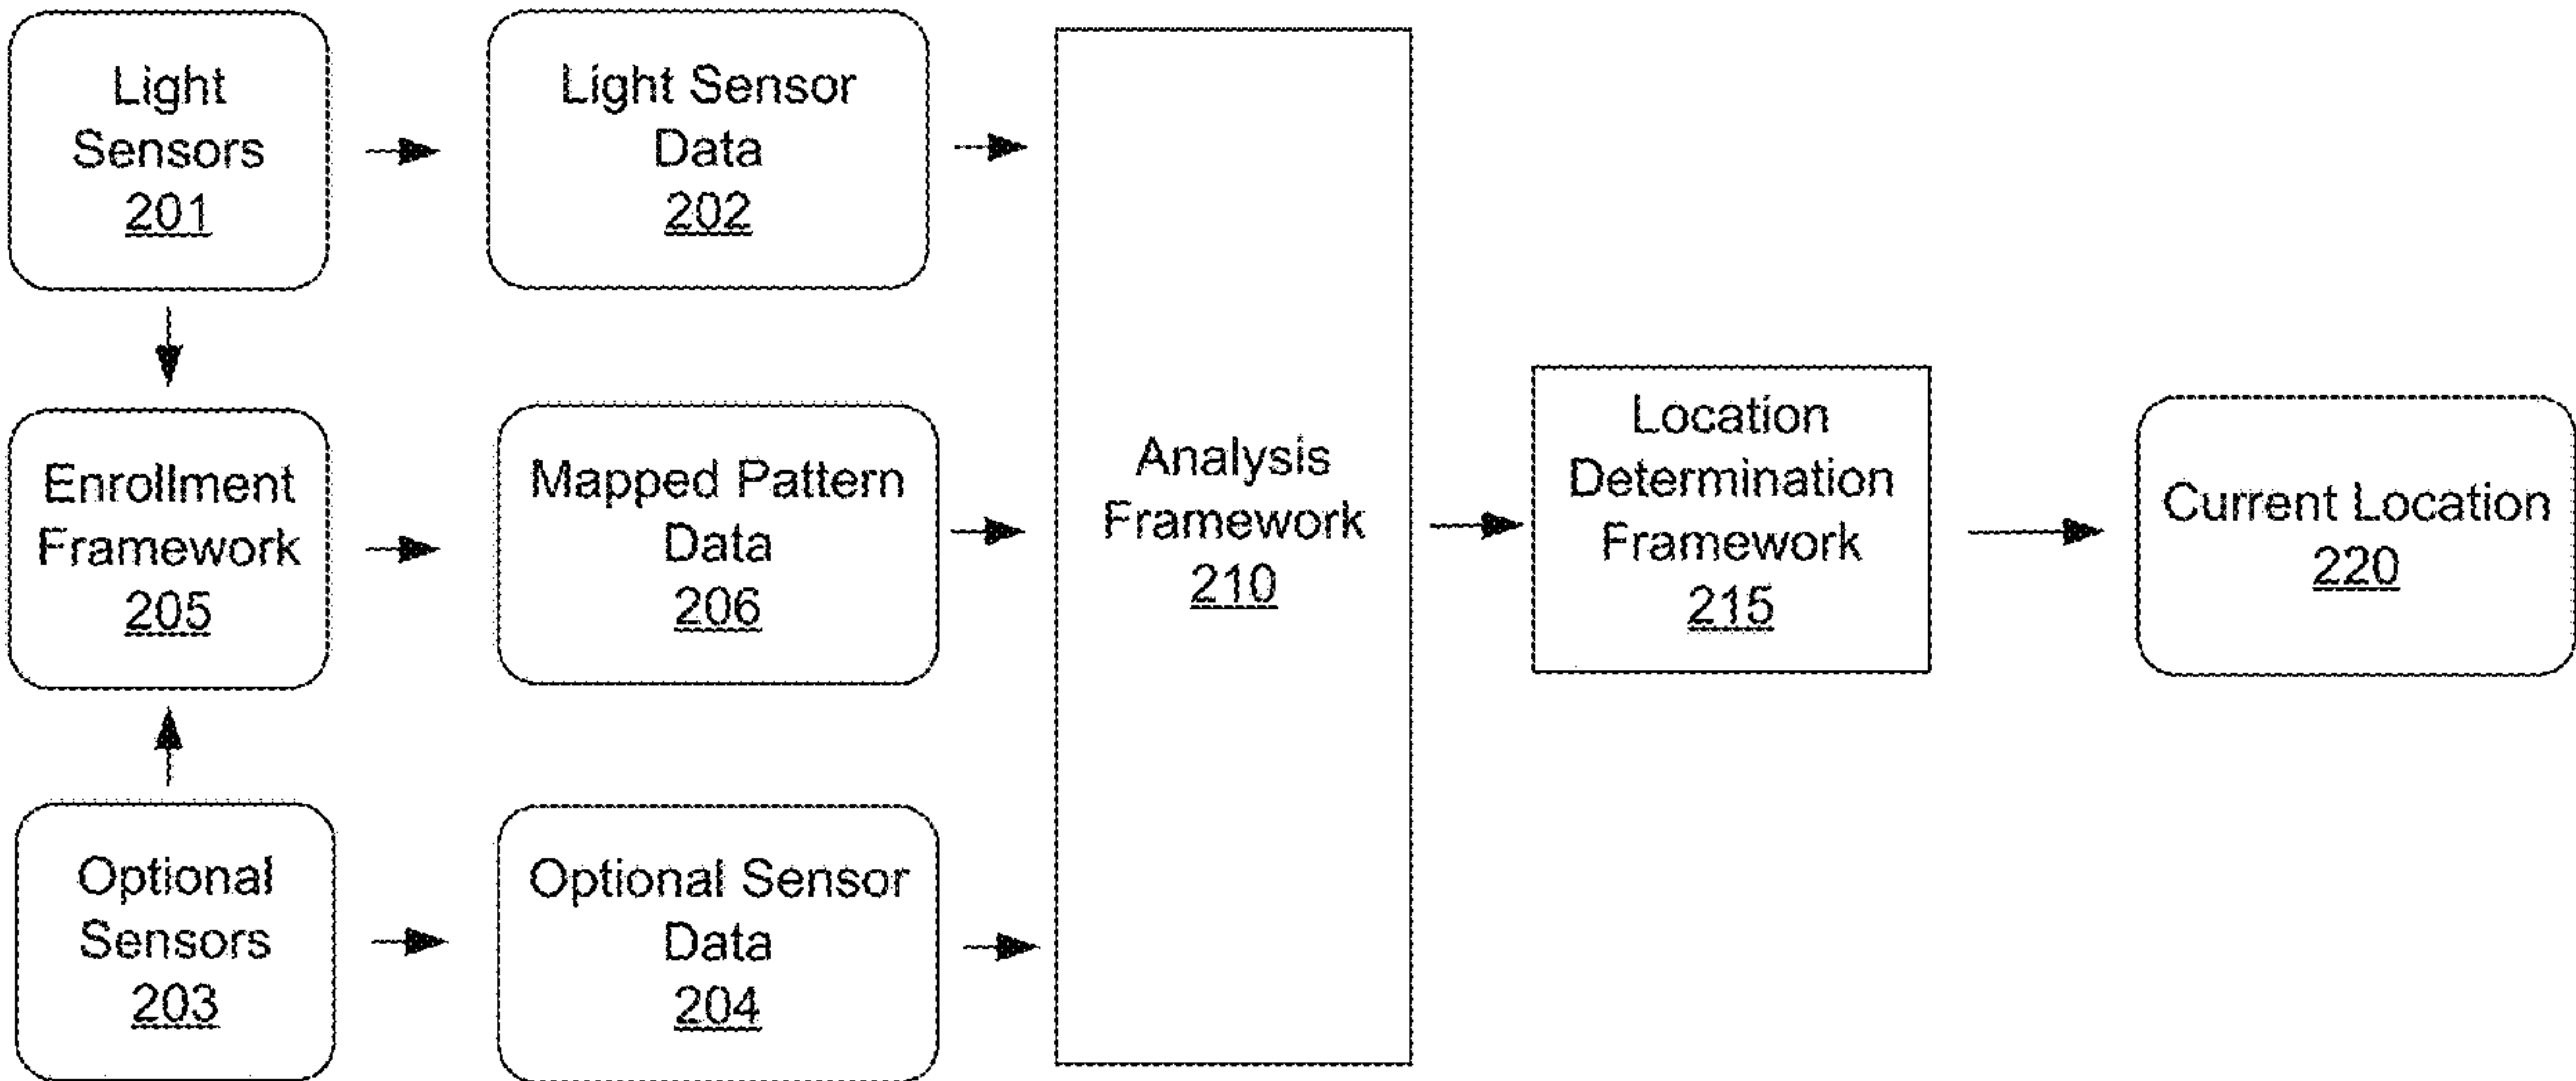 Light
Sensors
201
Light Sensor
Data
202
Enrollment
Framework
205
Mapped Pattern
Data
206
Optional
Sensors
203
Optional Sensor
Data
204
Analysis
Framework
210
Location
Determination
Framework
215
Current Location
220